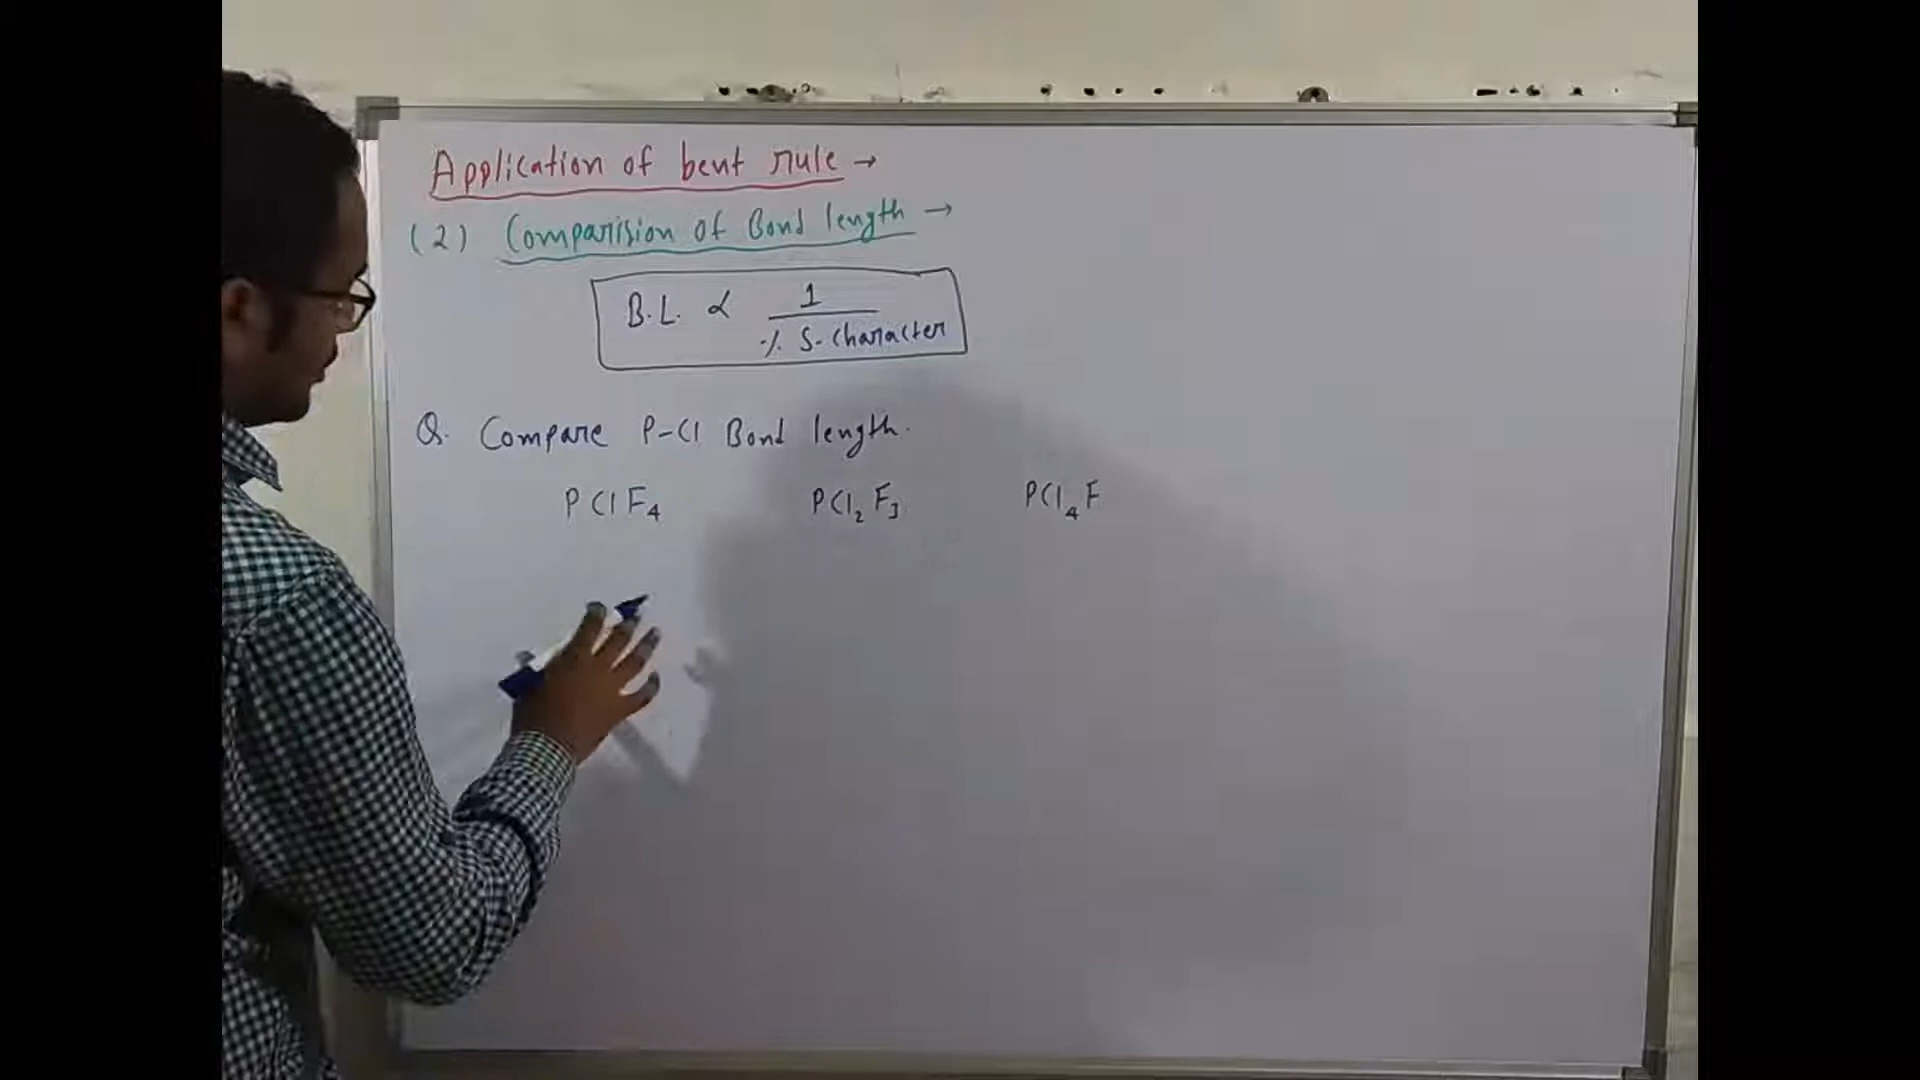 Application of bent rule →
(2) Comparision of Bond length →
B.L. ∝ 1 / % S-character
Q. Compare P-Cl Bond length.
PClF₄ PCl₂F₃ PCl₄F